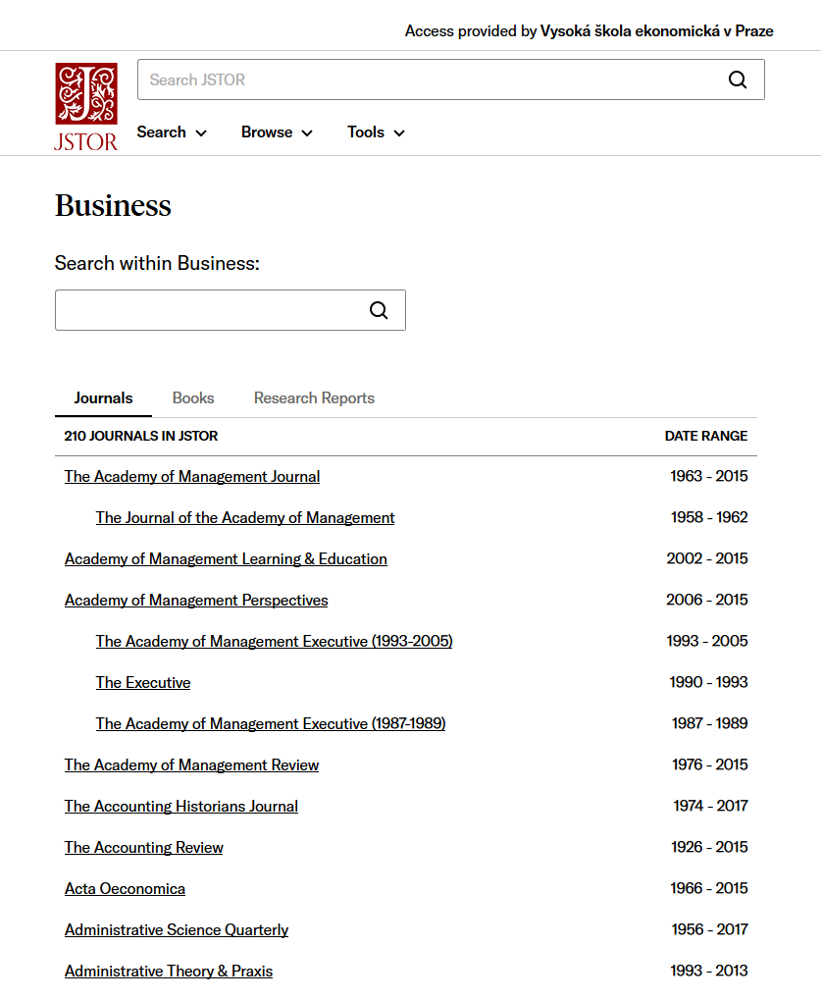 Access provided by Vysoká škola ekonomická v Praze
Search JSTOR
JSTOR
Search Browse Tools
Business
Search within Business:
Journals Books Research Reports
210 JOURNALS IN JSTOR DATE RANGE
The Academy of Management Journal 1963 - 2015
The Journal of the Academy of Management 1958 - 1962
Academy of Management Learning & Education 2002 - 2015
Academy of Management Perspectives 2006 - 2015
The Academy of Management Executive (1993-2005) 1993 - 2005
The Executive 1990 - 1993
The Academy of Management Executive (1987-1989) 1987 - 1989
The Academy of Management Review 1976 - 2015
The Accounting Historians Journal 1974 - 2017
The Accounting Review 1926 - 2015
Acta Oeconomica 1966 - 2015
Administrative Science Quarterly 1956 - 2017
Administrative Theory & Praxis 1993 - 2013